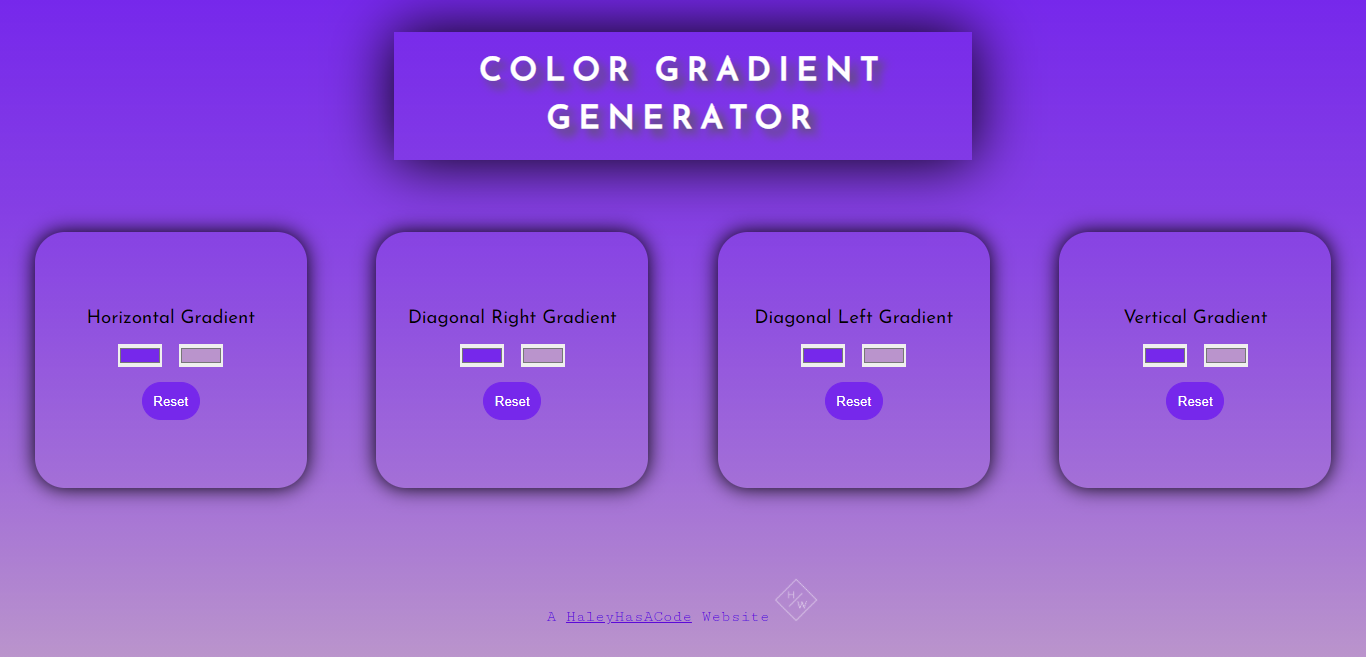 COLOR GRADIENT
GENERATOR
Horizontal Gradient
Reset
Diagonal Right Gradient
Reset
Diagonal Left Gradient
Reset
Vertical Gradient
Reset
A HaleyHasACode Website
H/W